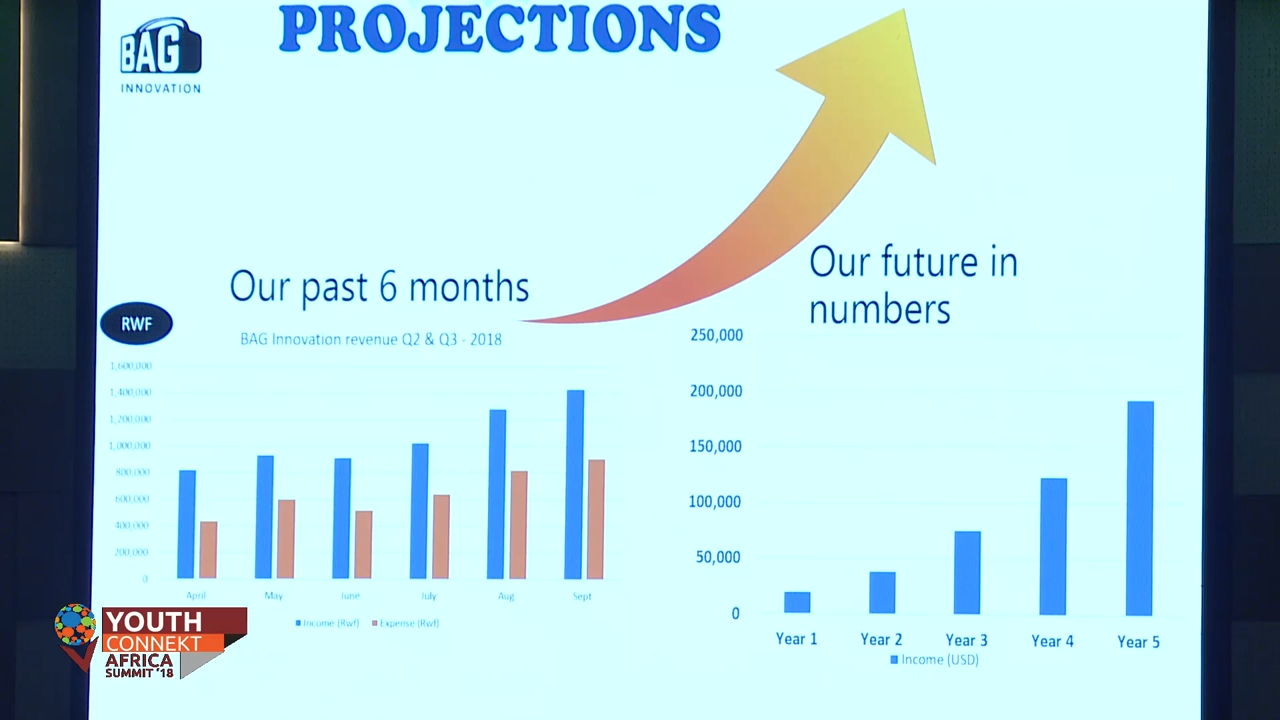 PROJECTIONS
BAG
INNOVATION
Our past 6 months
RWF
BAG Innovation revenue Q2 & Q3 - 2018
1,600,000
1,400,000
1,200,000
1,000,000
800,000
600,000
400,000
200,000
0
April
May
June
July
Aug
Sept
Income (Rwf)
Expense (Rwf)
Our future in
numbers
250,000
200,000
150,000
100,000
50,000
0
Year 1
Year 2
Year 3
Year 4
Year 5
Income (USD)
YOUTH
CONNEKT
AFRICA
SUMMIT '18